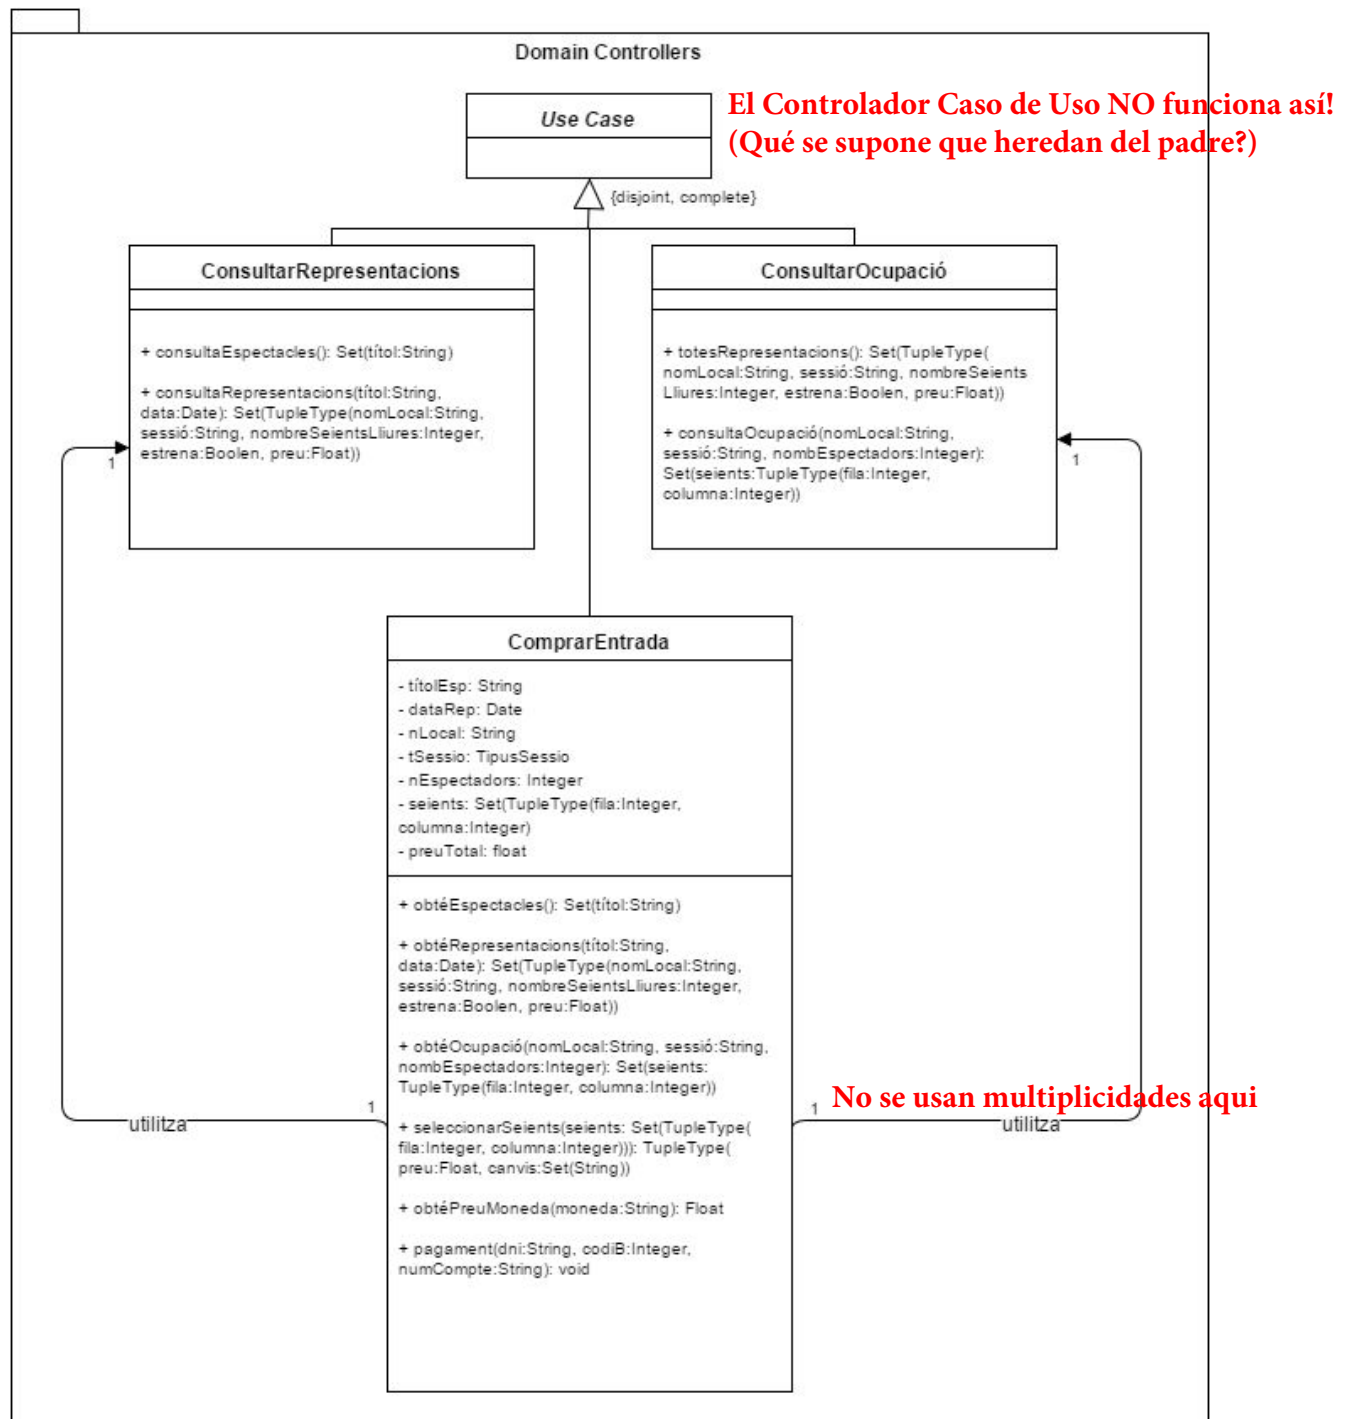 Domain Controllers
Use Case
El Controlador Caso de Uso NO funciona así!
(Qué se supone que heredan del padre?)
{disjoint, complete}
ConsultarRepresentacions
+ consultaEspectacles(): Set(títol:String)
+ consultaRepresentacions(títol:String,
data:Date): Set(TupleType(nomLocal:String,
sessió:String, nombreSeientsLliures:Integer,
estrena:Boolen, preu:Float))
1
ConsultarOcupació
+ totesRepresentacions(): Set(TupleType(
nomLocal:String, sessió:String, nombreSeients
Lliures:Integer, estrena:Boolen, preu:Float))
+ consultaOcupació(nomLocal:String,
sessió:String, nombEspectadors:Integer):
Set(seients:TupleType(fila:Integer,
columna:Integer))
1
ComprarEntrada
- títolEsp: String
- dataRep: Date
- nLocal: String
- tSessio: TipusSessio
- nEspectadors: Integer
- seients: Set(TupleType(fila:Integer,
columna:Integer)
- preuTotal: float
+ obtéEspectacles(): Set(títol:String)
+ obtéRepresentacions(títol:String,
data:Date): Set(TupleType(nomLocal:String,
sessió:String, nombreSeientsLliures:Integer,
estrena:Boolen, preu:Float))
+ obtéOcupació(nomLocal:String, sessió:String,
nombEspectadors:Integer): Set(seients:
TupleType(fila:Integer, columna:Integer))
+ seleccionarSeients(seients: Set(TupleType(
fila:Integer, columna:Integer))): TupleType(
preu:Float, canvis:Set(String))
+ obtéPreuMoneda(moneda:String): Float
+ pagament(dni:String, codiB:Integer,
numCompte:String): void
1
utilitza
1
No se usan multiplicidades aqui
utilitza